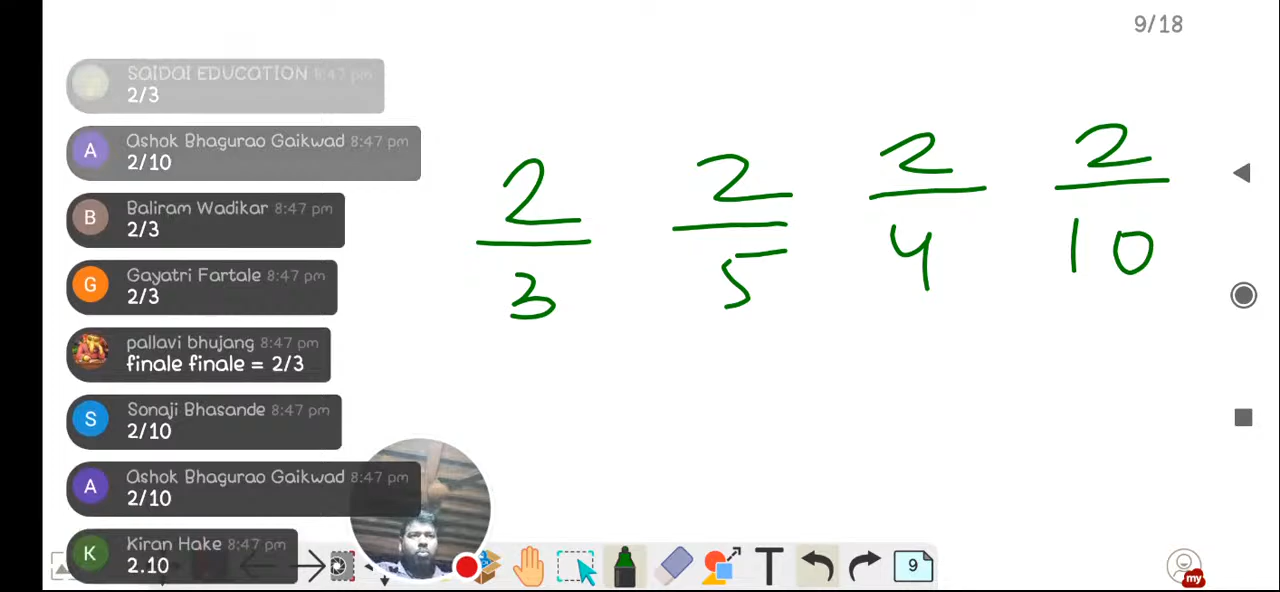 9/18
SAIDAI EDUCATION 8:47 pm
2/3
Ashok Bhagurao Gaikwad 8:47 pm
2/10
Baliram Wadikar 8:47 pm
2/3
Gayatri Fartale 8:47 pm
2/3
pallavi bhujang 8:47 pm
finale finale = 2/3
Sonaji Bhasande 8:47 pm
2/10
Ashok Bhagurao Gaikwad 8:47 pm
2/10
Kiran Hake 8:47 pm
2.10
A
B
G
S
A
K
2 2 2 2
3 5 4 10
T
9
my